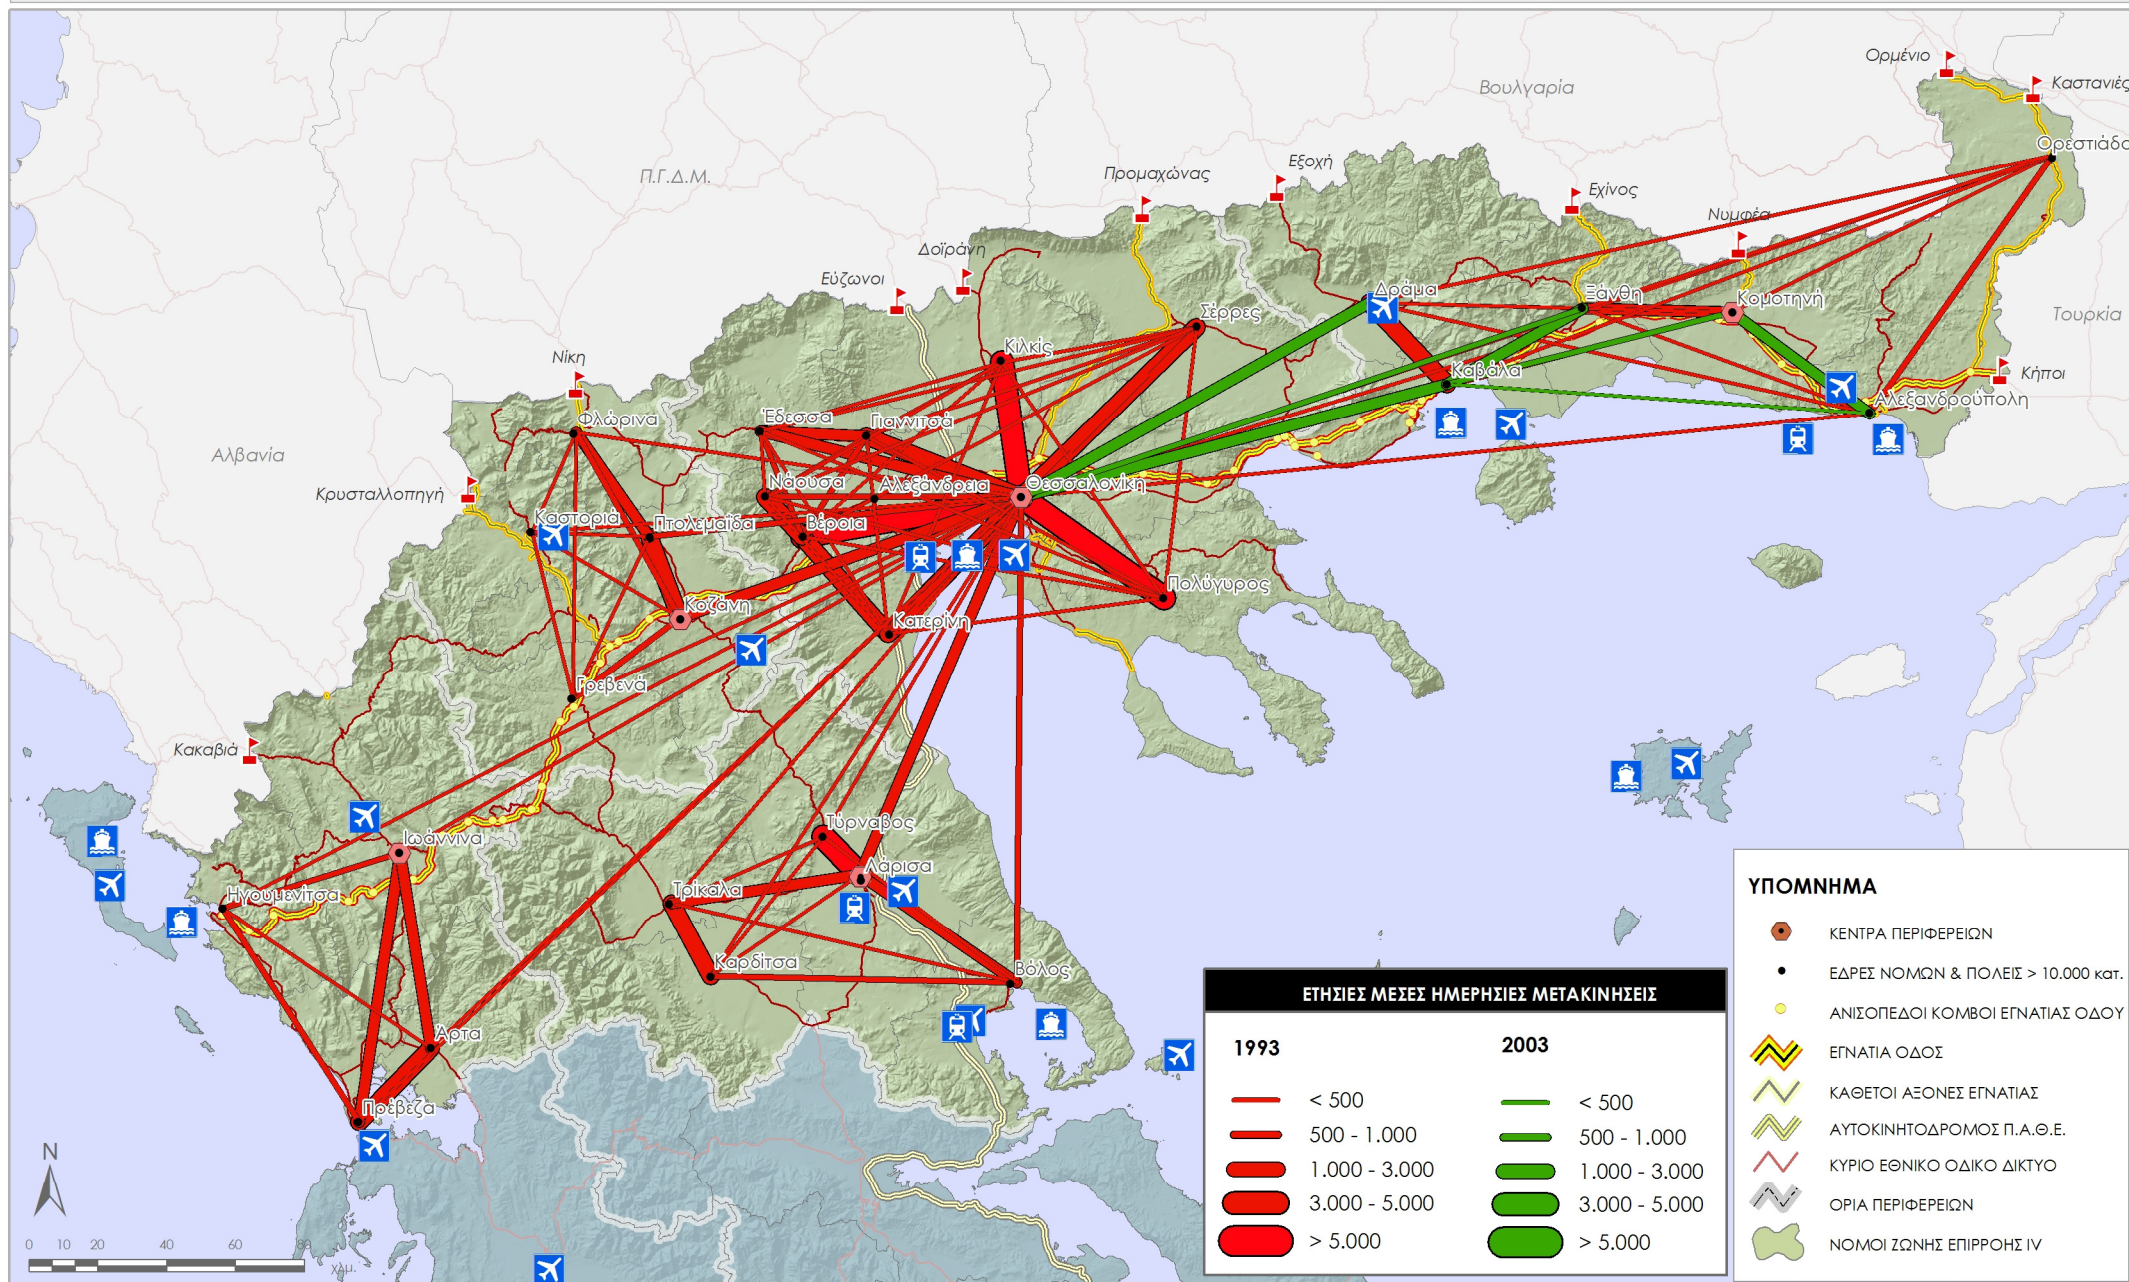 Ορμένιο
Καστανιές
Βουλγαρία
Ορεστιάδα
Εξοχή
Προμαχώνας
Π.Γ.Δ.Μ.
Εχίνος
Νυμφέα
Δοϊράνη
Εύζωνοι
Δράμα
Ξάνθη
Κομοτηνή
Τουρκία
Σέρρες
Κιλκίς
Νίκη
Καβάλα
Κήποι
Αλεξανδρούπολη
Φλώρινα
Έδεσσα
Γιαννιτσά
Αλβανία
Κρυσταλλοπηγή
Νάουσα
Αλεξάνδρεια
Θεσσαλονίκη
Καστοριά
Πτολεμαΐδα
Βέροια
Πολύγυρος
Κοζάνη
Κατερίνη
Γρεβενά
Κακαβιά
Τύρναβος
Ιωάννινα
Λάρισα
Ηγουμενίτσα
Τρίκαλα
Καρδίτσα
Βόλος
Άρτα
Πρέβεζα
N
0 10 20 40 60 80
χλμ.
ΕΤΗΣΙΕΣ ΜΕΣΕΣ ΗΜΕΡΗΣΙΕΣ ΜΕΤΑΚΙΝΗΣΕΙΣ
1993 2003
< 500 < 500
500 - 1.000 500 - 1.000
1.000 - 3.000 1.000 - 3.000
3.000 - 5.000 3.000 - 5.000
> 5.000 > 5.000
ΥΠΟΜΝΗΜΑ
ΚΕΝΤΡΑ ΠΕΡΙΦΕΡΕΙΩΝ
ΕΔΡΕΣ ΝΟΜΩΝ & ΠΟΛΕΙΣ > 10.000 κατ.
ΑΝΙΣΟΠΕΔΟΙ ΚΟΜΒΟΙ ΕΓΝΑΤΙΑΣ ΟΔΟΥ
ΕΓΝΑΤΙΑ ΟΔΟΣ
ΚΑΘΕΤΟΙ ΑΞΟΝΕΣ ΕΓΝΑΤΙΑΣ
ΑΥΤΟΚΙΝΗΤΟΔΡΟΜΟΣ Π.Α.Θ.Ε.
ΚΥΡΙΟ ΕΘΝΙΚΟ ΟΔΙΚΟ ΔΙΚΤΥΟ
ΟΡΙΑ ΠΕΡΙΦΕΡΕΙΩΝ
ΝΟΜΟΙ ΖΩΝΗΣ ΕΠΙΡΡΟΗΣ IV